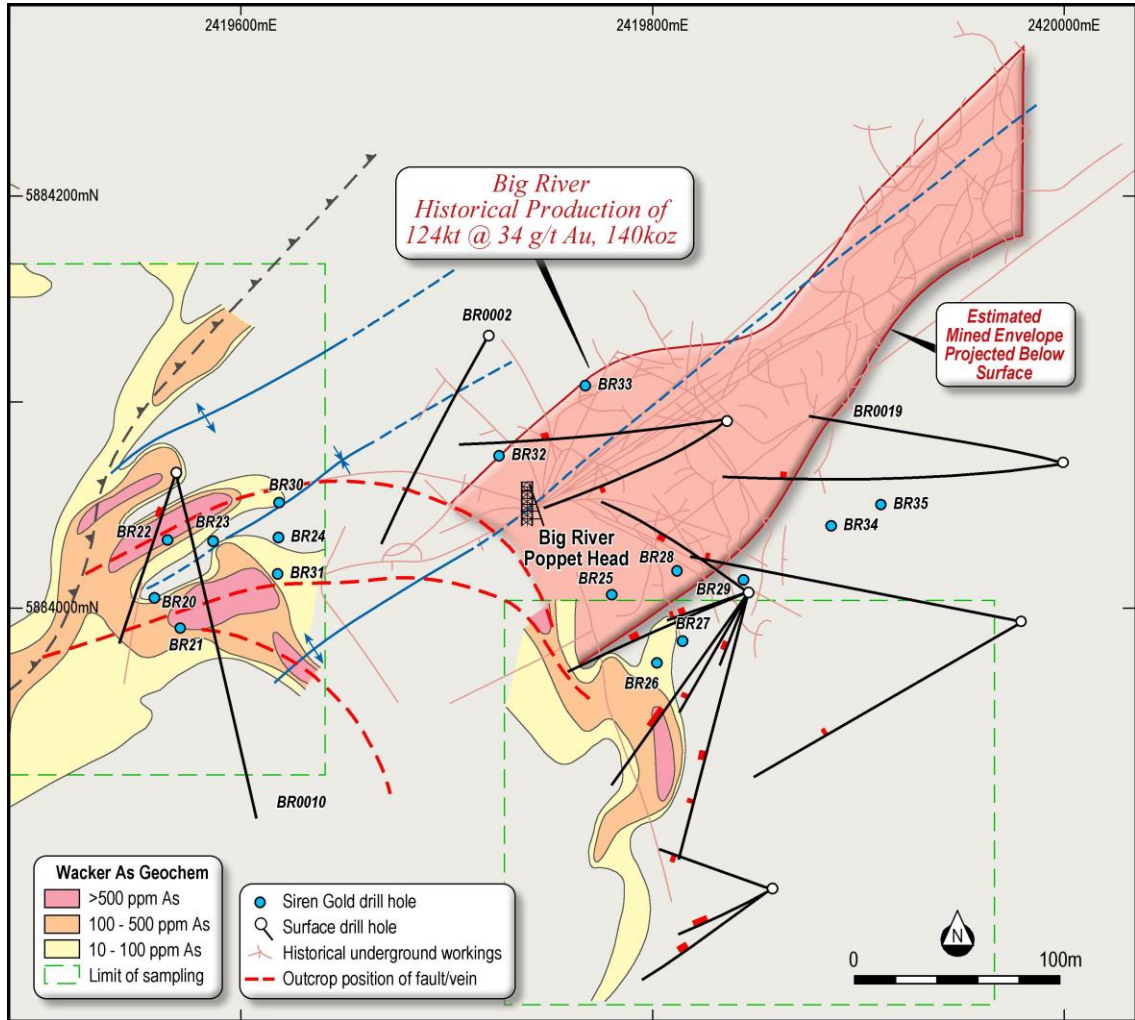 2419600mE
2419800mE
2420000mE
5884200mN
Big River
Historical Production of
124kt @ 34 g/t Au, 140koz
BR0002
Estimated
Mined Envelope
Projected Below
Surface
BR33
BR0019
BR32
BR30
BR35
BR22
BR23
BR34
BR24
Big River
Poppet Head
BR28
BR31
BR25
BR29
5884000mN
BR20
BR21
BR27
BR26
BR0010
Wacker As Geochem
>500 ppm As
100 - 500 ppm As
10 - 100 ppm As
Limit of sampling
Siren Gold drill hole
Surface drill hole
Historical underground workings
Outcrop position of fault/vein
N
0
100m